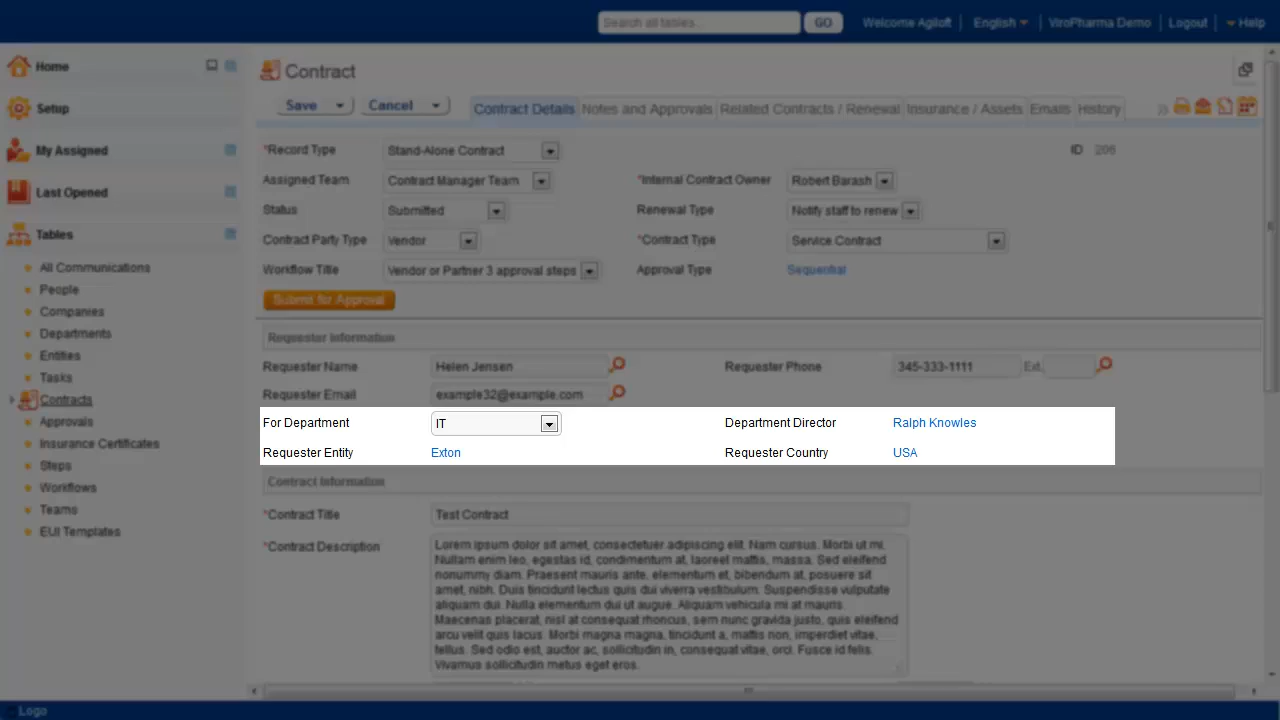 Search all tables...
GO
Welcome Agiloft
English
ViroPharma Demo
Logout
Help
Home
Setup
My Assigned
Last Opened
Tables
All Communications
People
Companies
Departments
Entities
Tasks
Contracts
Approvals
Insurance Certificates
Steps
Workflows
Teams
EUI Templates
Contract
Save
Cancel
Contract Details
Notes and Approvals
Related Contracts / Renewal
Insurance / Assets
Emails
History
*Record Type Stand-Alone Contract ID 206
Assigned Team Contract Manager Team *Internal Contract Owner Robert Barash
Status Submitted Renewal Type Notify staff to renew
Contract Party Type Vendor *Contract Type Service Contract
Workflow Title Vendor or Partner 3 approval steps Approval Type Sequential
Submit for Approval
Requester Information
Requester Name Helen Jensen Requester Phone 345-333-1111 Ext.
Requester Email example32@example.com
For Department IT Department Director Ralph Knowles
Requester Entity Exton Requester Country USA
Contract Information
*Contract Title Test Contract
*Contract Description
Lorem ipsum dolor sit amet, consectetuer adipiscing elit. Nam cursus. Morbi ut mi.
Nullam enim leo, egestas id, condimentum at, laoreet mattis, massa. Sed eleifend
nonummy diam. Praesent mauris ante, elementum et, bibendum at, posuere sit
amet, nibh. Duis tincidunt lectus quis dui viverra vestibulum. Suspendisse vulputate
aliquam dui. Nulla elementum dui ut augue. Aliquam vehicula mi at mauris.
Maecenas placerat, nisl at consequat rhoncus, sem nunc gravida justo, quis eleifend
arcu velit quis lacus. Morbi magna magna, tincidunt a, mattis non, imperdiet vitae,
tellus. Sed odio est, auctor ac, sollicitudin in, consequat vitae, orci. Fusce id felis.
Vivamus sollicitudin metus eget eros.
Logo